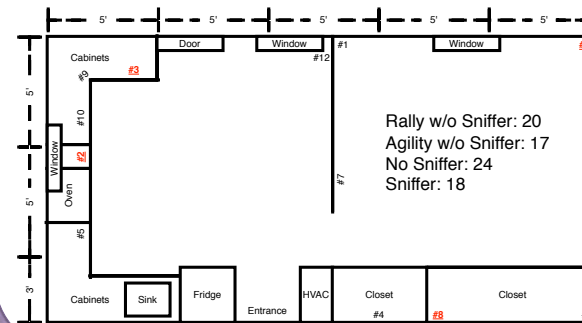 5' 5' 5' 5' 5'
Door Window #1 Window #
Cabinets #12
#9 #3
5'
#10
Rally w/o Sniffer: 20
Agility w/o Sniffer: 17
No Sniffer: 24
Sniffer: 18
Window #2
#7
Oven
5'
#5
3'
Cabinets Sink Fridge HVAC Closet Closet
Entrance #4 #8